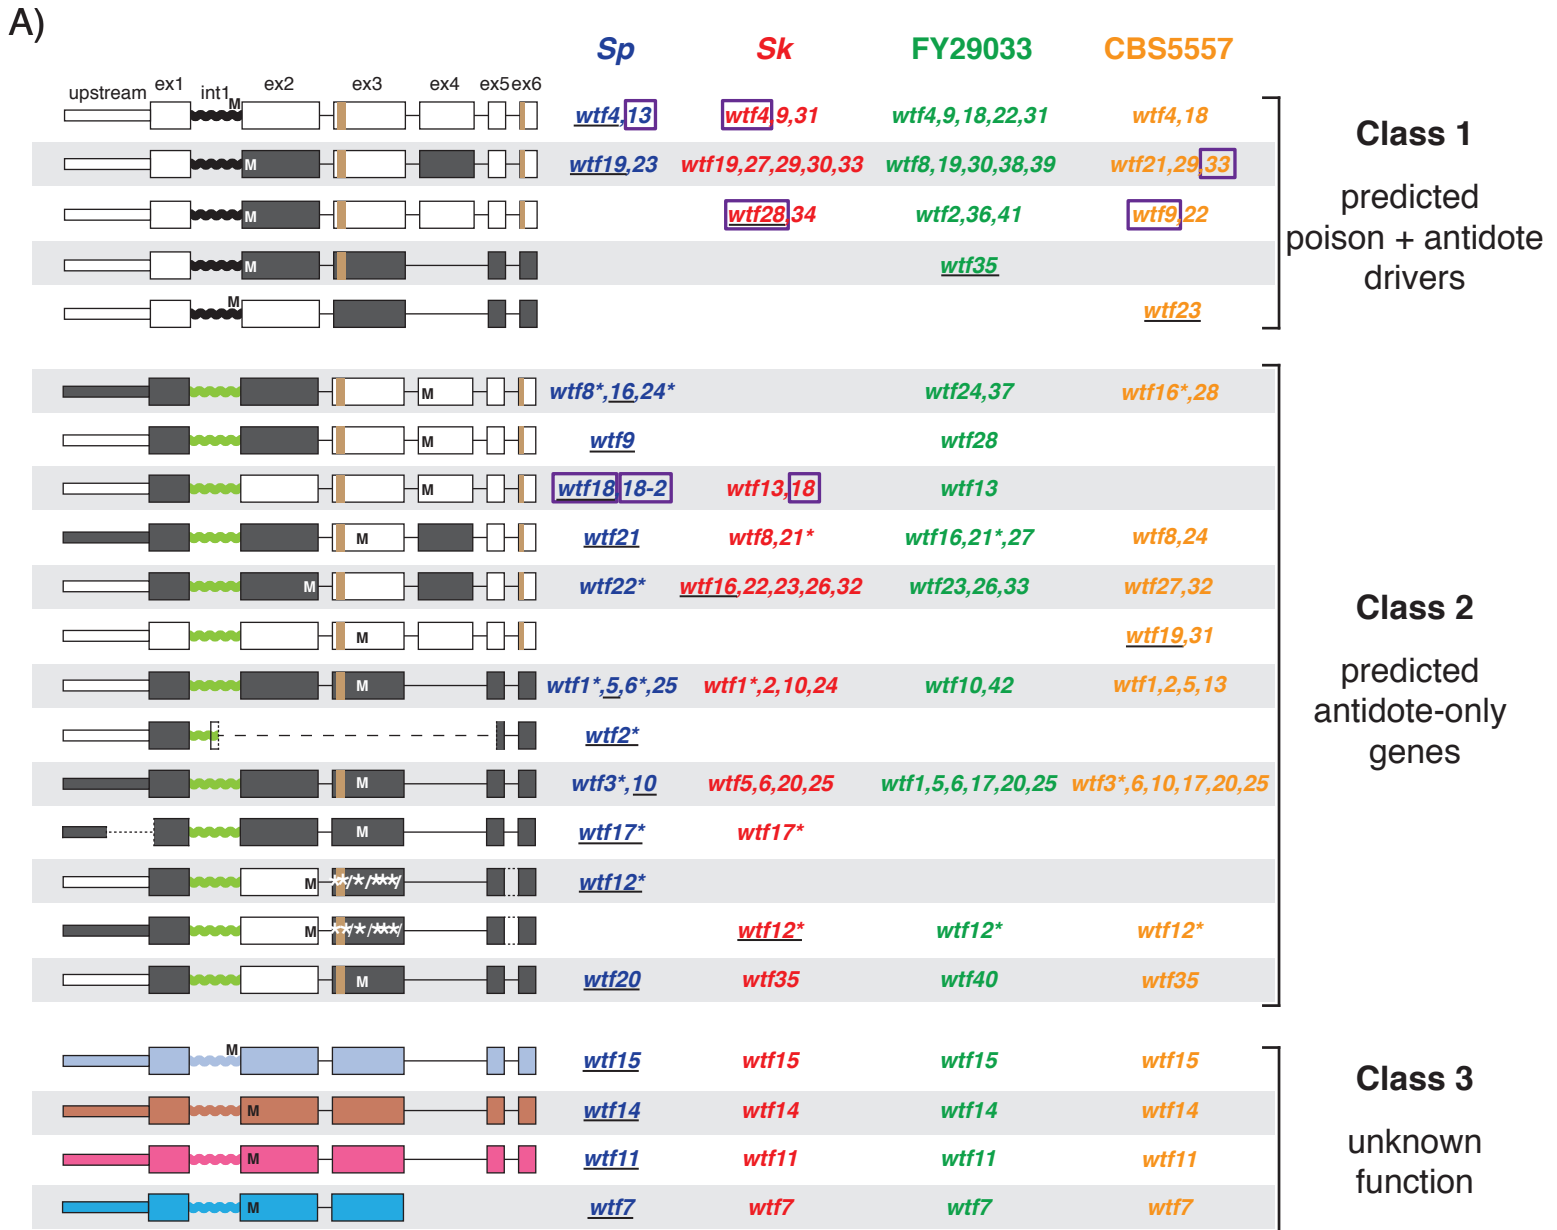 A)
Sp Sk FY29033 CBS5557
upstream ex1 int1 M ex2 ex3 ex4 ex5 ex6
wtf4,13 wtf4,9,31 wtf4,9,18,22,31 wtf4,18
M wtf19,23 wtf19,27,29,30,33 wtf8,19,30,38,39 wtf21,29,33
M wtf28,34 wtf2,36,41 wtf9,22
M wtf35
M wtf23
Class 1
predicted
poison + antidote
drivers
M wtf8*,16,24* wtf24,37 wtf16*,28
M wtf9 wtf28
M wtf18 18-2 wtf13,18 wtf13
M wtf21 wtf8,21* wtf16,21*,27 wtf8,24
M wtf22* wtf16,22,23,26,32 wtf23,26,33 wtf27,32
M wtf19,31
M wtf1*,5,6*,25 wtf1*,2,10,24 wtf10,42 wtf1,2,5,13
wtf2*
M wtf3*,10 wtf5,6,20,25 wtf1,5,6,17,20,25 wtf3*,6,10,17,20,25
M wtf17* wtf17*
M **/*/***/ wtf12*
M **/*/***/ wtf12* wtf12* wtf12*
M wtf20 wtf35 wtf40 wtf35
Class 2
predicted
antidote-only
genes
M wtf15 wtf15 wtf15 wtf15
M wtf14 wtf14 wtf14 wtf14
M wtf11 wtf11 wtf11 wtf11
M wtf7 wtf7 wtf7 wtf7
Class 3
unknown
function